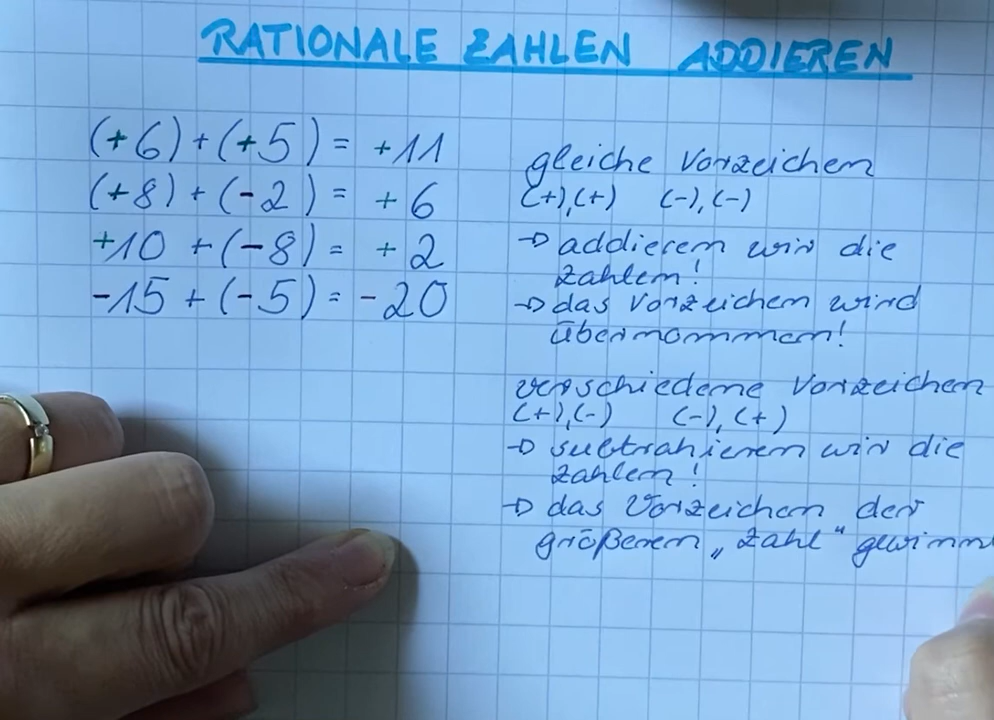 RATIONALE ZAHLEN ADDIEREN
(+6)+(+5) = +11
(+8)+(-2) = +6
+10 +(-8) = +2
-15 + (-5) = -20
gleiche Vorzeichen
(+),(+) (-),(-)
→ addieren wir die
Zahlen!
→ das Vorzeichen wird
übernommen!
verschiedene Vorzeichen
(+),(-) (-),(+)
→ subtrahieren wir die
Zahlen!
→ das Vorzeichen der
größeren „Zahl“ gewinn